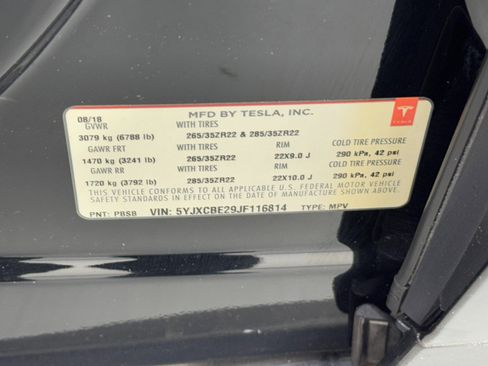 MFD BY TESLA, INC.
08/18
GVWR WITH TIRES
3079 kg (6788 lb) 265/35ZR22 & 285/35ZR22
GAWR FRT WITH TIRES RIM COLD TIRE PRESSURE
1470 kg (3241 lb) 265/35ZR22 22X9.0 J 290 kPa, 42 psi
GAWR RR WITH TIRES RIM COLD TIRE PRESSURE
1720 kg (3792 lb) 285/35ZR22 22X10.0 J 290 kPa, 42 psi
THIS VEHICLE CONFORMS TO ALL APPLICABLE U.S. FEDERAL MOTOR VEHICLE
SAFETY STANDARDS IN EFFECT ON THE DATE OF MANUFACTURE SHOWN ABOVE.
PNT: PBSB VIN: 5YJXCBE29JF116814 TYPE: MPV
TESLA